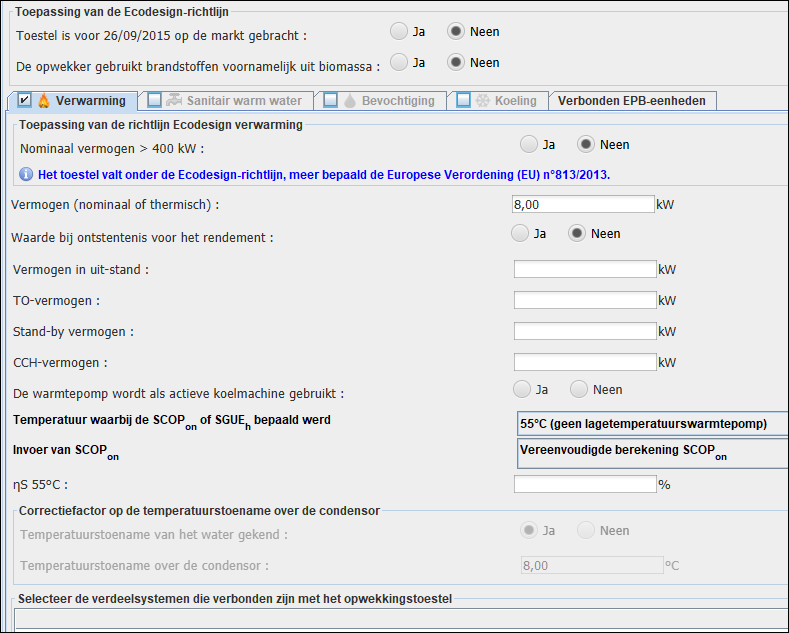 Toepassing van de Ecodesign-richtlijn
Toestel is voor 26/09/2015 op de markt gebracht : Ja Neen
De opwekker gebruikt brandstoffen voornamelijk uit biomassa : Ja Neen
Verwarming Sanitair warm water Bevochtiging Koeling Verbonden EPB-eenheden
Toepassing van de richtlijn Ecodesign verwarming
Nominaal vermogen > 400 kW : Ja Neen
Het toestel valt onder de Ecodesign-richtlijn, meer bepaald de Europese Verordening (EU) n°813/2013.
Vermogen (nominaal of thermisch) : 8,00 kW
Waarde bij ontstentenis voor het rendement : Ja Neen
Vermogen in uit-stand : kW
TO-vermogen : kW
Stand-by vermogen : kW
CCH-vermogen : kW
De warmtepomp wordt als actieve koelmachine gebruikt : Ja Neen
Temperatuur waarbij de SCOPon of SGUEh bepaald werd 55°C (geen lagetemperatuurswarmtepomp)
Invoer van SCOPon Vereenvoudigde berekening SCOPon
ηS 55°C : %
Correctiefactor op de temperatuurstoename over de condensor
Temperatuurstoename van het water gekend : Ja Neen
Temperatuurstoename over de condensor : 8,00 °C
Selecteer de verdeelsystemen die verbonden zijn met het opwekkingstoestel